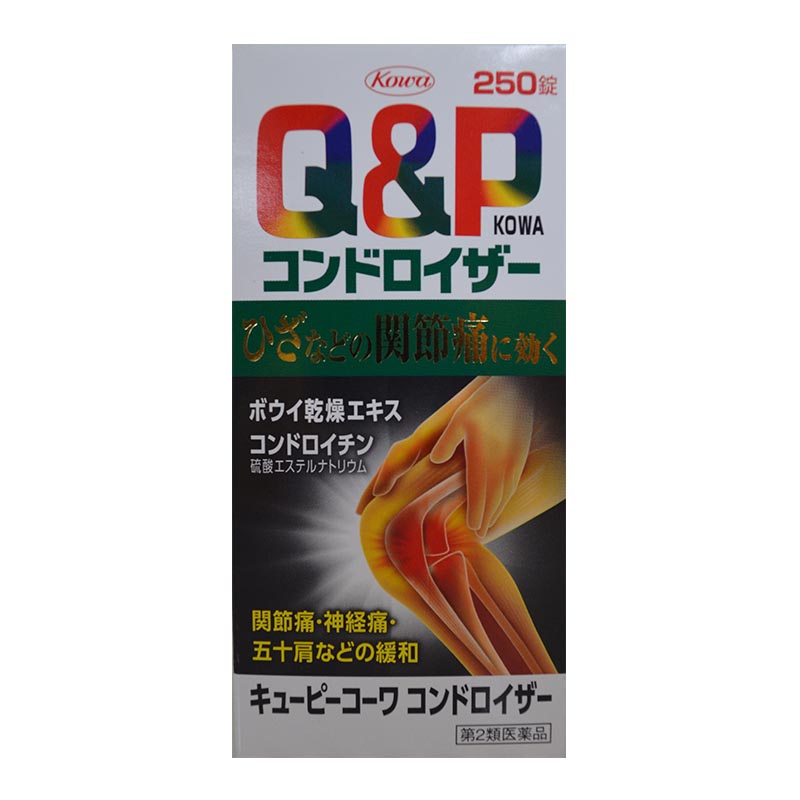 Kowa
250錠
Q&P
KOWA
コンドロイザー
ひざなどの関節痛に効く
ボウイ乾燥エキス
コンドロイチン
硫酸エステルナトリウム
関節痛・神経痛・
五十肩などの緩和
キューピーコーワ コンドロイザー
第2類医薬品